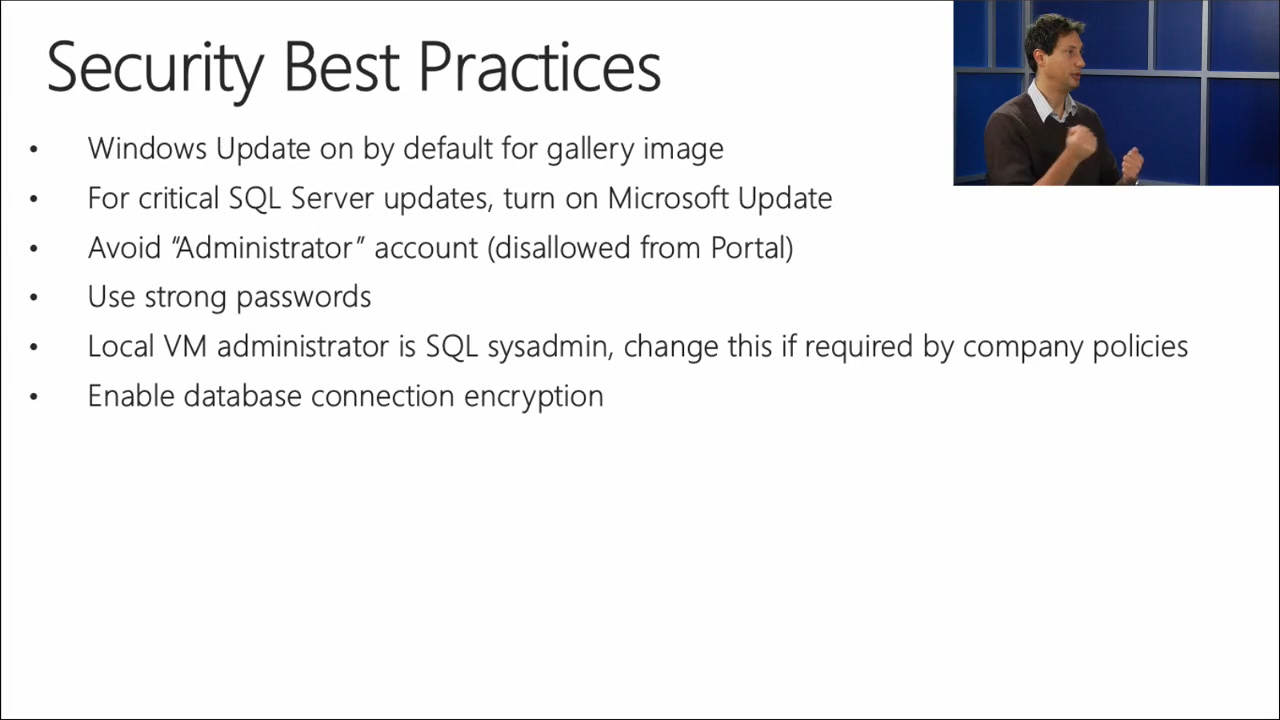 Security Best Practices
• Windows Update on by default for gallery image
• For critical SQL Server updates, turn on Microsoft Update
• Avoid “Administrator” account (disallowed from Portal)
• Use strong passwords
• Local VM administrator is SQL sysadmin, change this if required by company policies
• Enable database connection encryption